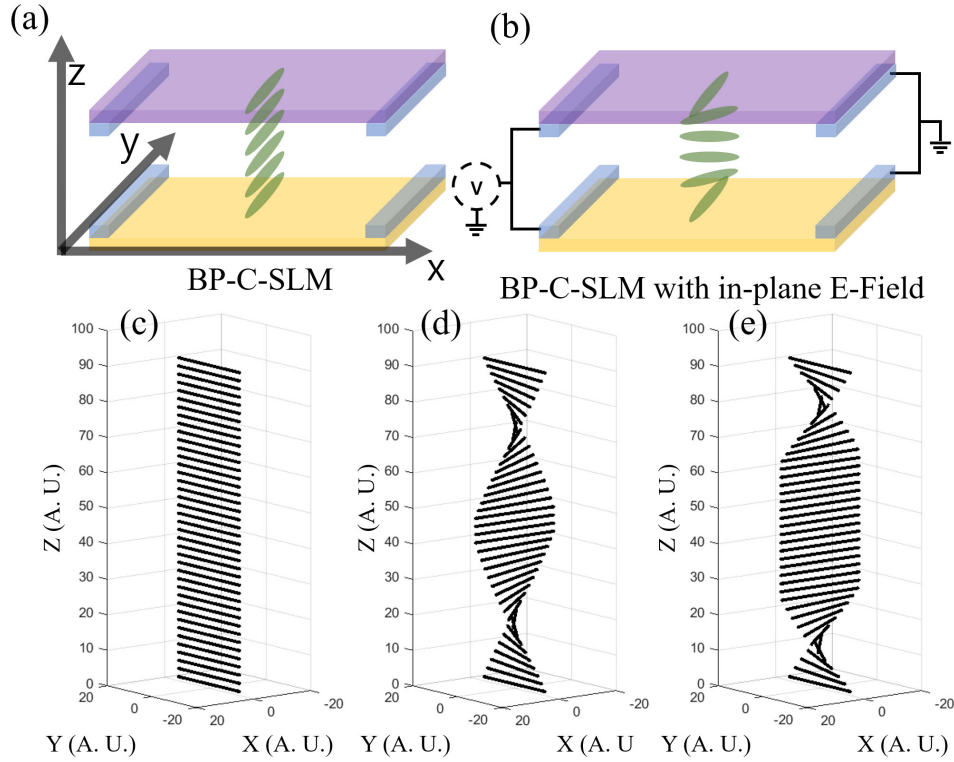 (a)
(b)
z
y
x
v
BP-C-SLM
BP-C-SLM with in-plane E-Field
(c)
(d)
(e)
100
90
80
70
60
50
40
30
20
10
0
Z (A. U.)
20
0
-20
20
0
-20
Y (A. U.)
X (A. U.)
100
90
80
70
60
50
40
30
20
10
0
Z (A. U.)
20
0
-20
20
0
-20
Y (A. U.)
X (A. U
100
90
80
70
60
50
40
30
20
10
0
Z (A. U.)
20
0
-20
20
0
-20
Y (A. U.)
X (A. U.)